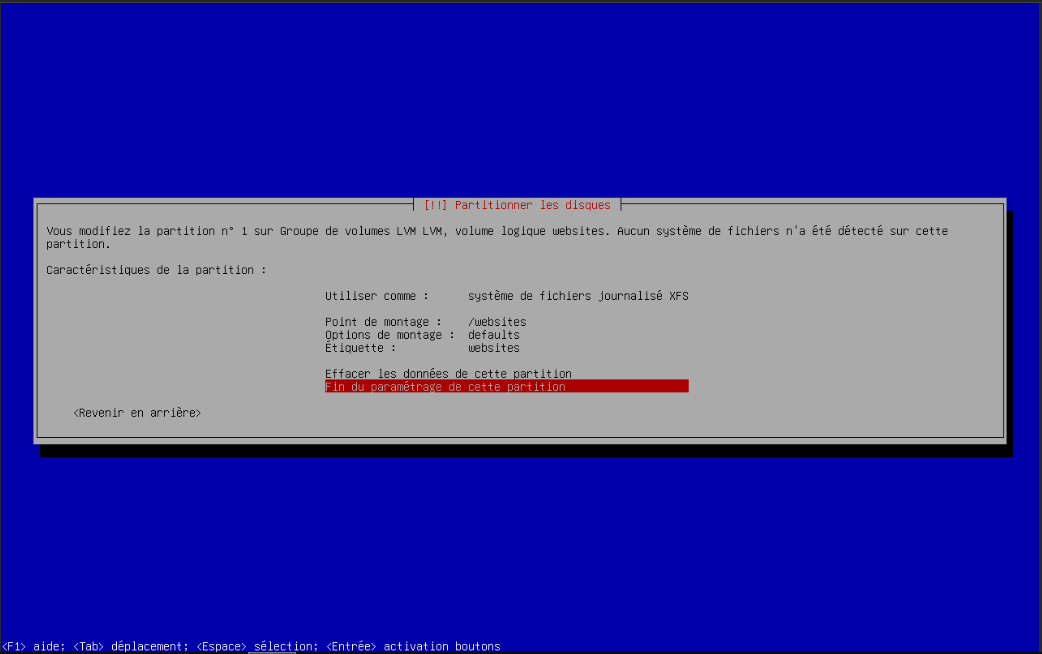 [!!] Partitionner les disques
Vous modifiez la partition n° 1 sur Groupe de volumes LVM LVM, volume logique websites. Aucun système de fichiers n'a été détecté sur cette
partition.
Caractéristiques de la partition :
Utiliser comme : système de fichiers journalisé XFS
Point de montage : /websites
Options de montage : defaults
Étiquette : websites
Effacer les données de cette partition
Fin du paramétrage de cette partition
<Revenir en arrière>
<F1> aide; <Tab> déplacement; <Espace> sélection; <Entrée> activation boutons